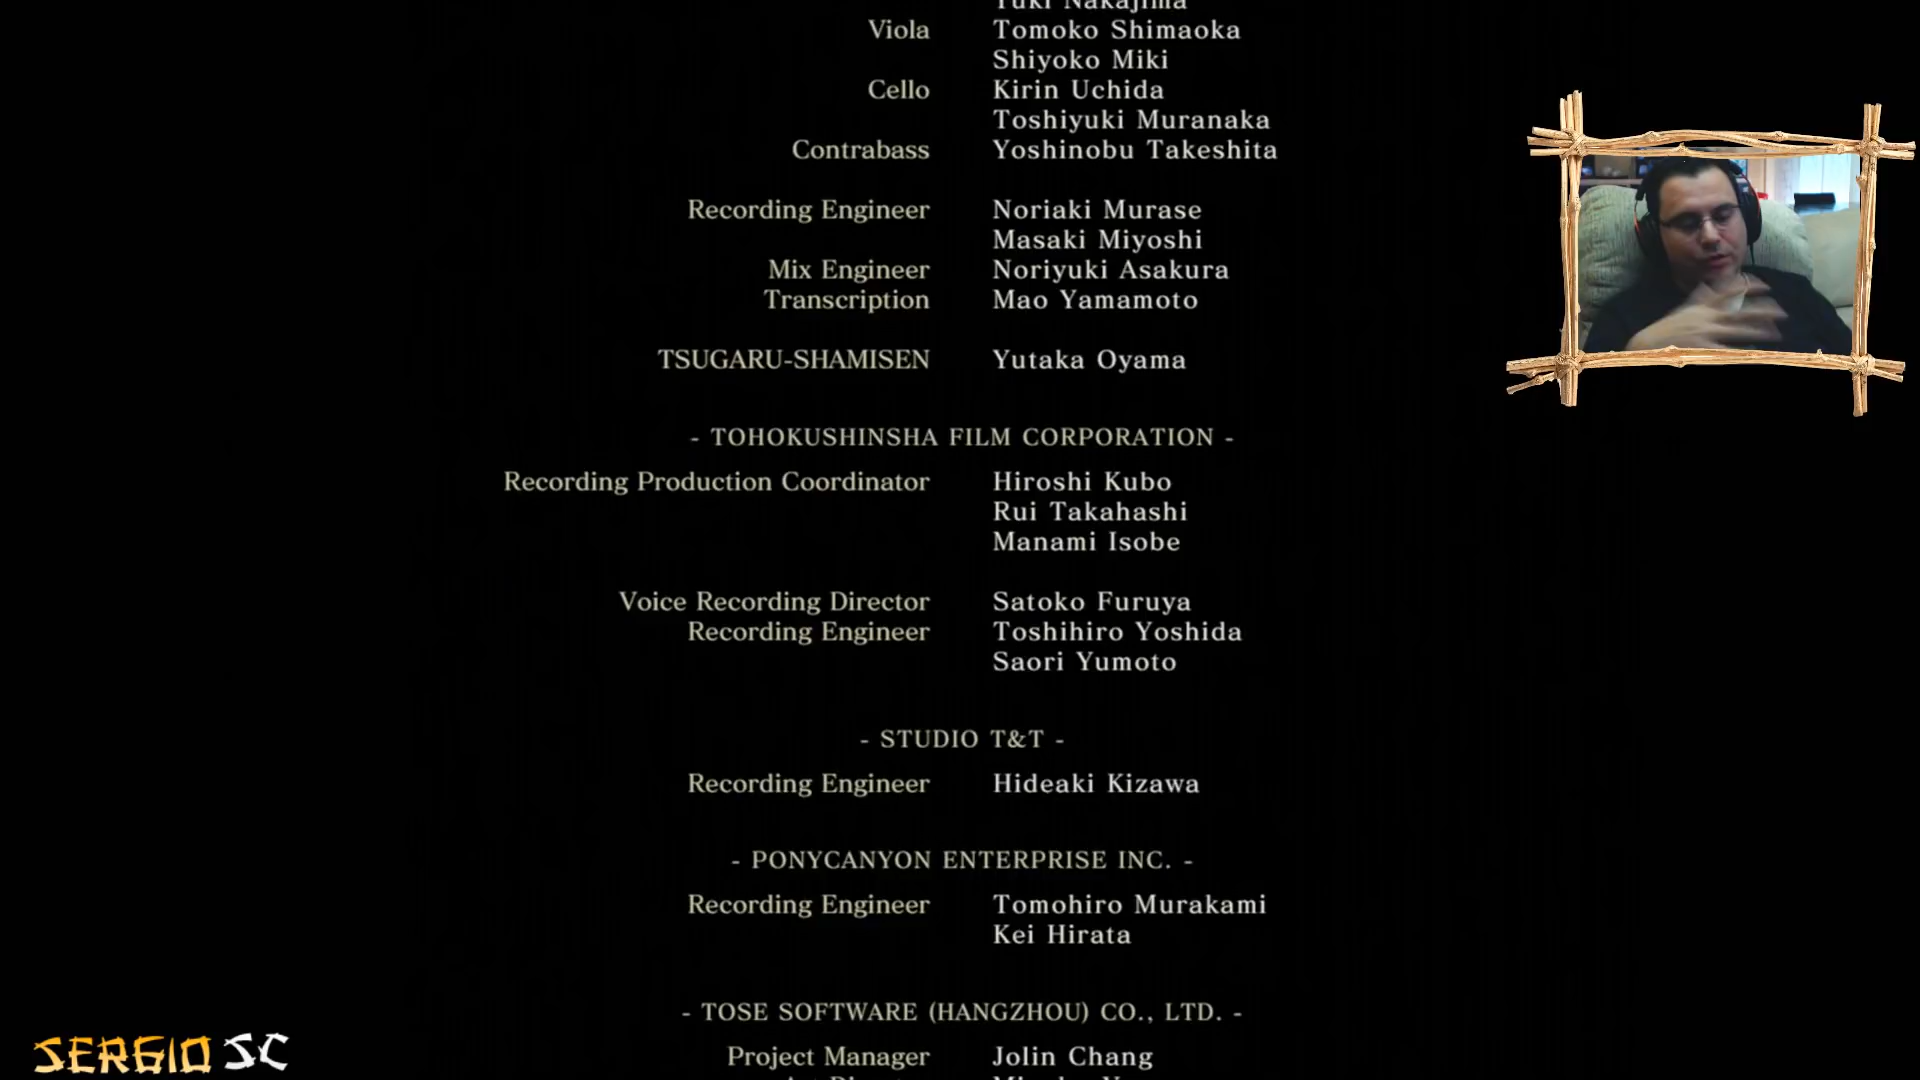 Yuki Nakajima
Viola Tomoko Shimaoka
Shiyoko Miki
Cello Kirin Uchida
Toshiyuki Muranaka
Contrabass Yoshinobu Takeshita
Recording Engineer Noriaki Murase
Masaki Miyoshi
Mix Engineer Noriyuki Asakura
Transcription Mao Yamamoto
TSUGARU-SHAMISEN Yutaka Oyama
- TOHOKUSHINSHA FILM CORPORATION -
Recording Production Coordinator Hiroshi Kubo
Rui Takahashi
Manami Isobe
Voice Recording Director Satoko Furuya
Recording Engineer Toshihiro Yoshida
Saori Yumoto
- STUDIO T&T -
Recording Engineer Hideaki Kizawa
- PONYCANYON ENTERPRISE INC. -
Recording Engineer Tomohiro Murakami
Kei Hirata
- TOSE SOFTWARE (HANGZHOU) CO., LTD. -
Project Manager Jolin Chang
SERGIO SC